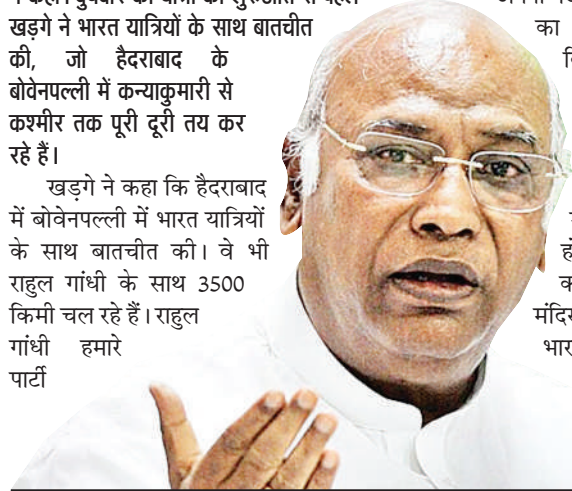 खड़गे ने भारत यात्रियों के साथ बातचीत
की, जो हैदराबाद के
बोवेनपल्ली में कन्याकुमारी से
कश्मीर तक पूरी दूरी तय कर
रहे हैं।
खड़गे ने कहा कि हैदराबाद
में बोवेनपल्ली में भारत यात्रियों
के साथ बातचीत की। वे भी
राहुल गांधी के साथ 3500
किमी चल रहे हैं। राहुल
गांधी हमारे
पार्टी
का